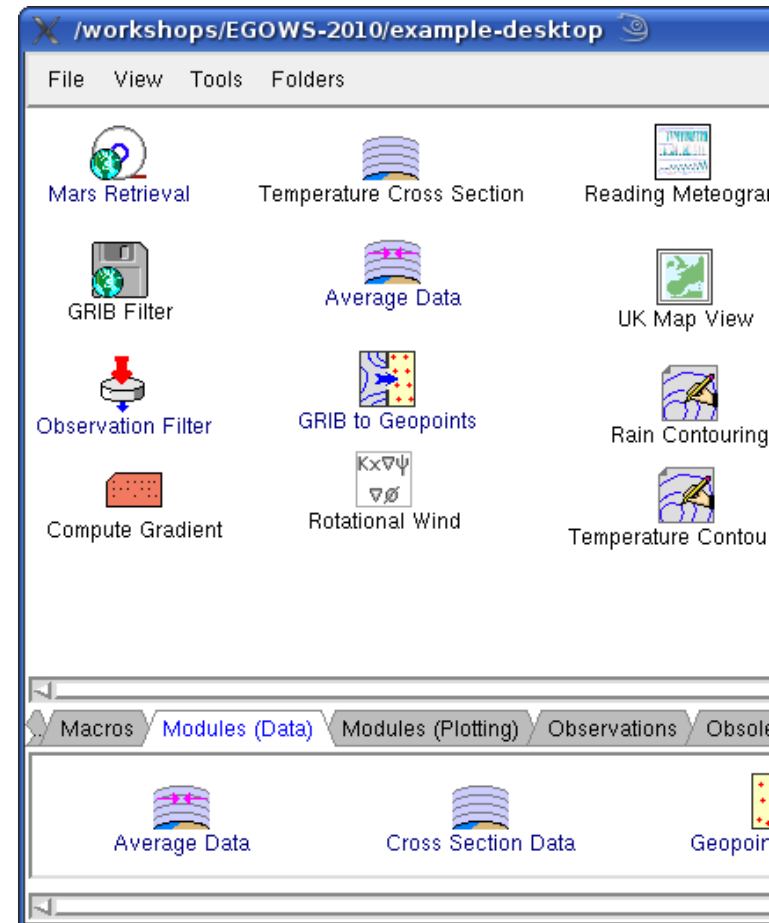 /workshops/EGOWS-2010/example-desktop
File View Tools Folders
Mars Retrieval Temperature Cross Section Reading Meteogra
GRIB Filter Average Data UK Map View
Observation Filter GRIB to Geopoints Rain Contouring
Kx∇ψ
∇ø
Compute Gradient Rotational Wind Temperature Contou
Macros Modules (Data) Modules (Plotting) Observations Obsole
Average Data Cross Section Data Geopoin